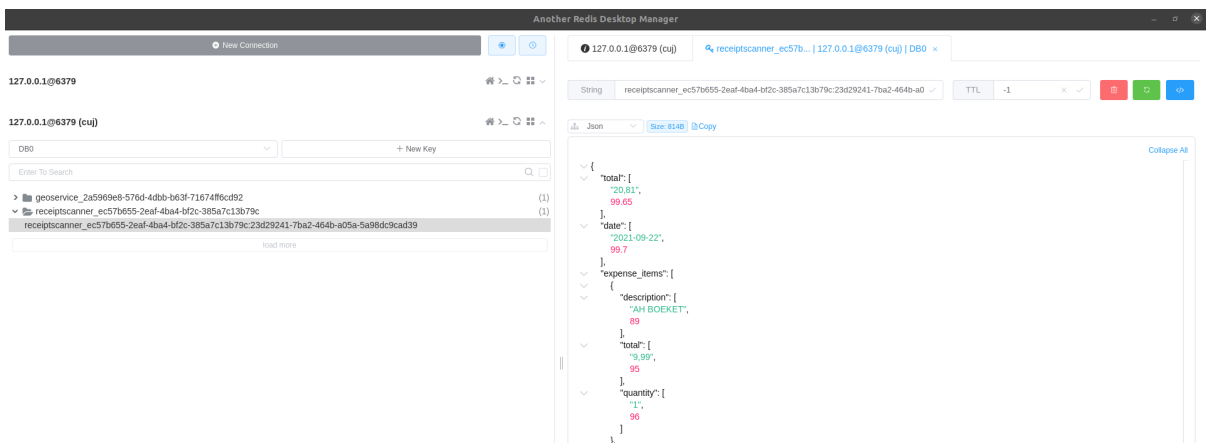 Another Redis Desktop Manager
New Connection
127.0.0.1@6379
127.0.0.1@6379 (cuj)
DB0
+ New Key
Enter To Search
geoservice_2a5969e8-576d-4dbb-b63f-71674ff6cd92 (1)
receiptscanner_ec57b655-2eaf-4ba4-bf2c-385a7c13b79c (1)
receiptscanner_ec57b655-2eaf-4ba4-bf2c-385a7c13b79c:23d29241-7ba2-464b-a05a-5a98dc9cad39
load more
127.0.0.1@6379 (cuj)
receiptscanner_ec57b... | 127.0.0.1@6379 (cuj) | DB0 ×
String receiptscanner_ec57b655-2eaf-4ba4-bf2c-385a7c13b79c:23d29241-7ba2-464b-a0
TTL -1
Json Size: 814B Copy
Collapse All
{
"total": [
"20,81",
99.65
],
"date": [
"2021-09-22",
99.7
],
"expense_items": [
{
"description": [
"AH BOEKET",
89
],
"total": [
"9,99",
95
],
"quantity": [
"1",
96
]
},